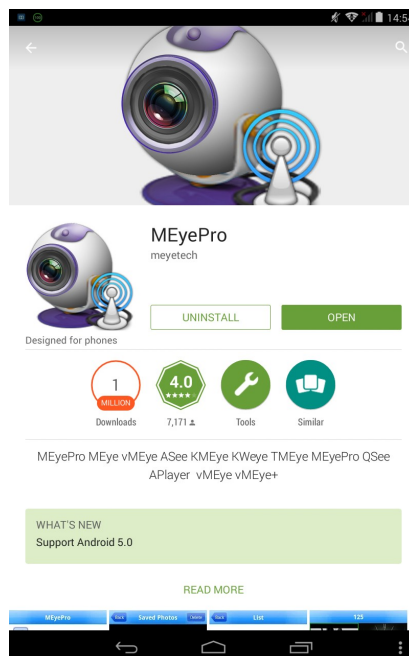 14:54
MEyePro
meyetech
UNINSTALL
OPEN
Designed for phones
1
MILLION
4.0
Downloads
7,171
Tools
Similar
MEyePro MEye vMEye ASee KMEye KWeye TMEye MEyePro QSee
APlayer vMEye vMEye+
WHAT'S NEW
Support Android 5.0
READ MORE
MEyePro
Back
Saved Photos
Delete
Back
List
125